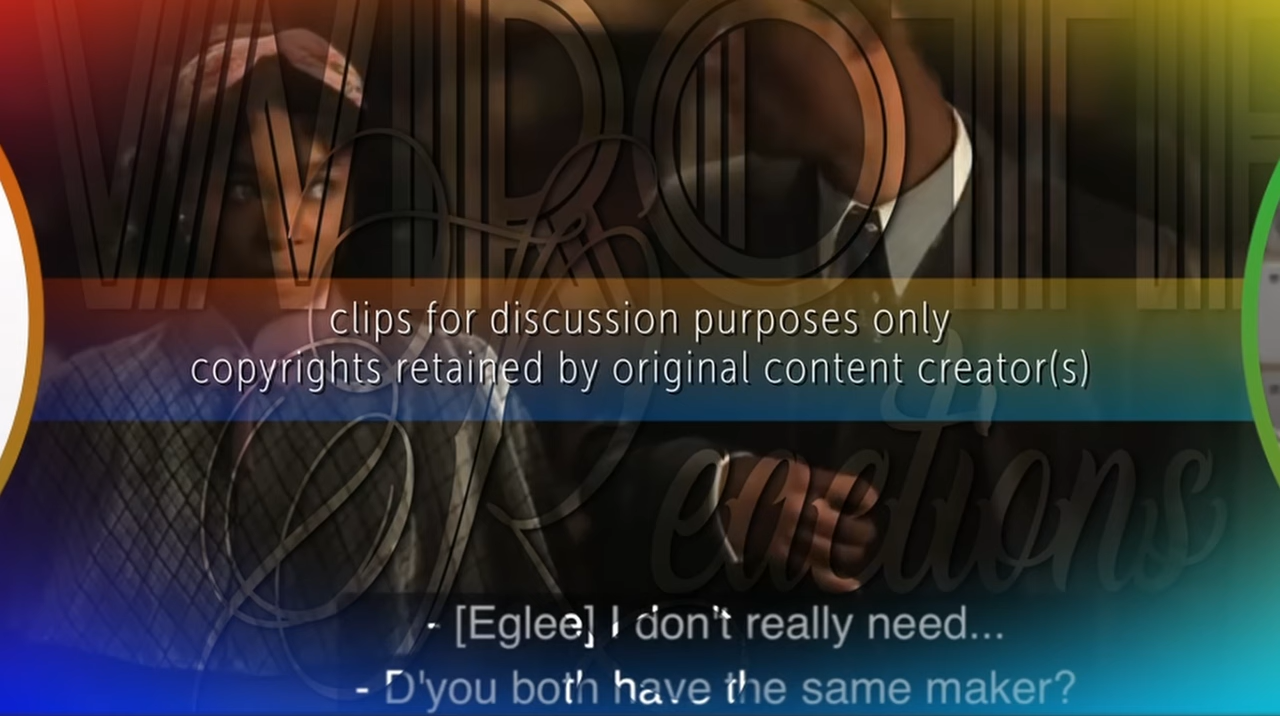 WROTE
Reactions
clips for discussion purposes only
copyrights retained by original content creator(s)
- [Eglee] I don't really need...
- D'you both have the same maker?